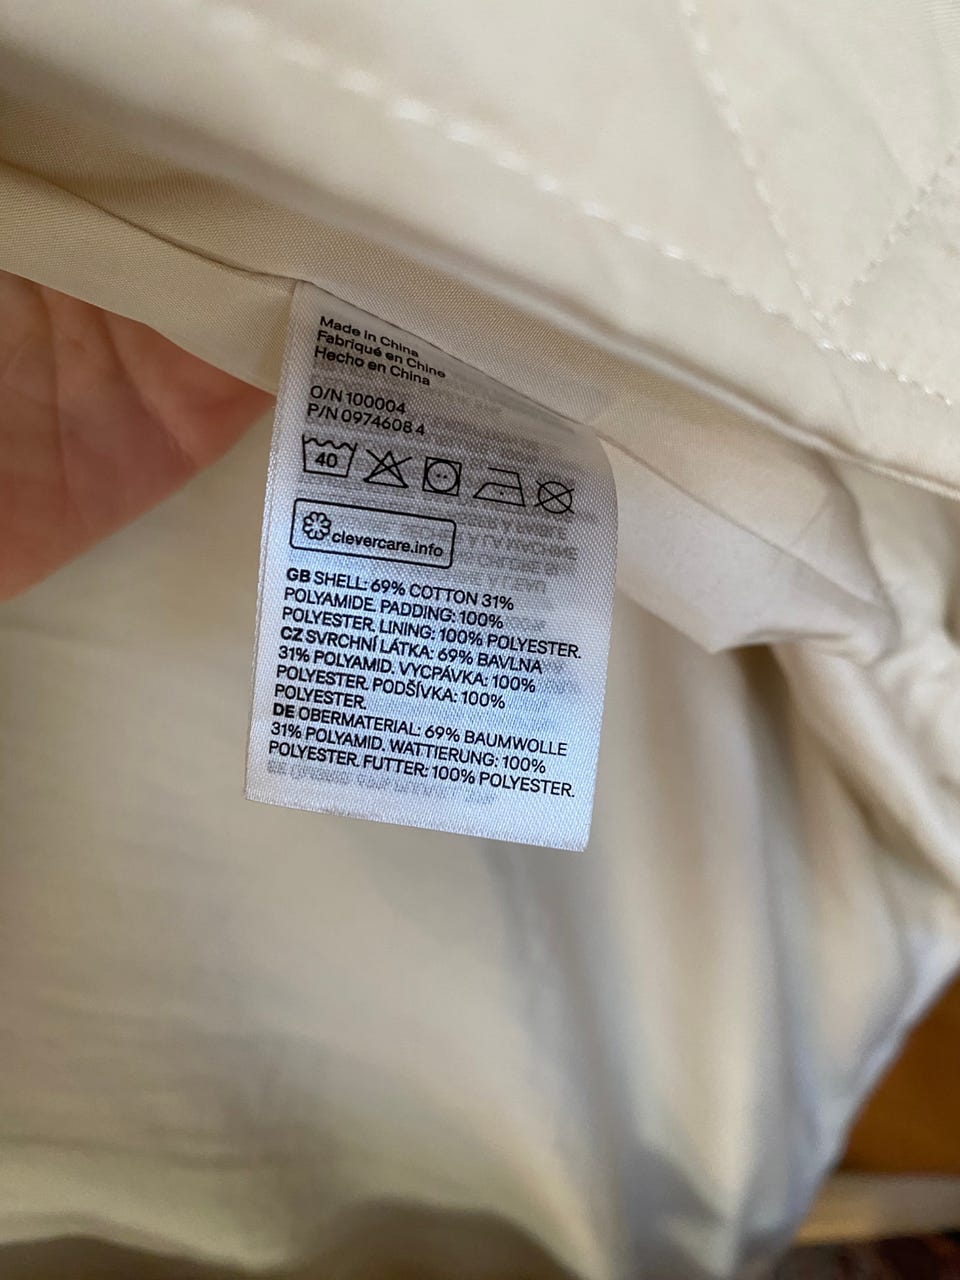 Made in China
Fabriqué en Chine
Hecho en China
O/N 100004
P/N 09746084
40
clevercare.info
GB SHELL: 69% COTTON 31%
POLYAMIDE. PADDING: 100%
POLYESTER. LINING: 100% POLYESTER.
CZ SVRCHNÍ LÁTKA: 69% BAVLNA
31% POLYAMID. VYCPÁVKA: 100%
POLYESTER. PODŠÍVKA: 100%
POLYESTER.
DE OBERMATERIAL: 69% BAUMWOLLE
31% POLYAMID. WATTIERUNG: 100%
POLYESTER. FUTTER: 100% POLYESTER.